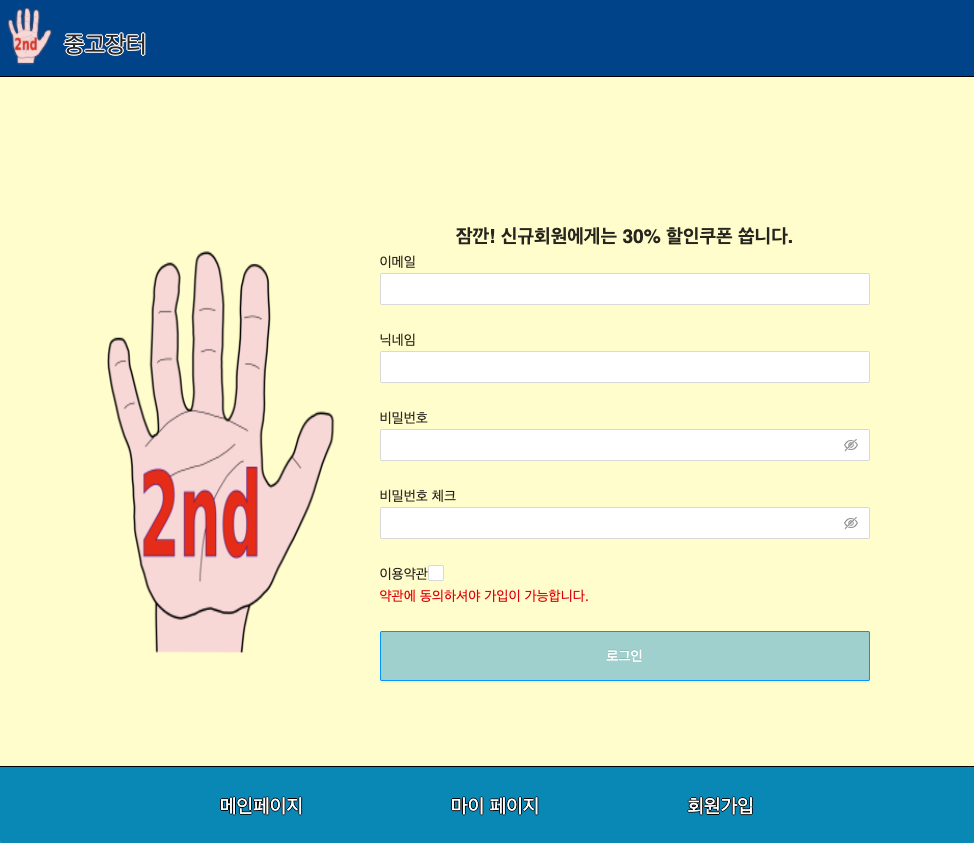 2nd 중고장터
잠깐! 신규회원에게는 30% 할인쿠폰 쏩니다.
이메일
닉네임
비밀번호
2nd
비밀번호 체크
이용약관
약관에 동의하셔야 가입이 가능합니다.
로그인
메인페이지 마이 페이지 회원가입